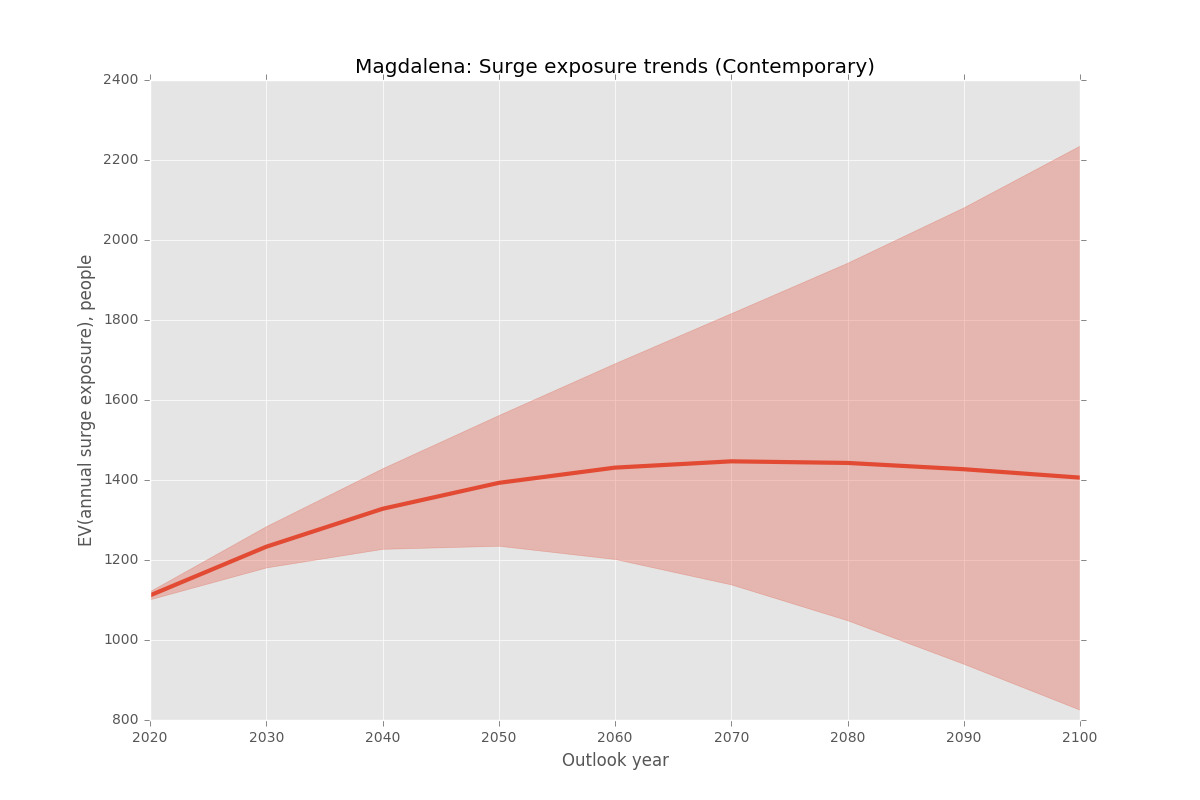 Magdalena: Surge exposure trends (Contemporary)
2400
2200
2000
1800
1600
1400
1200
1000
800
EV(annual surge exposure), people
2020 2030 2040 2050 2060 2070 2080 2090 2100
Outlook year